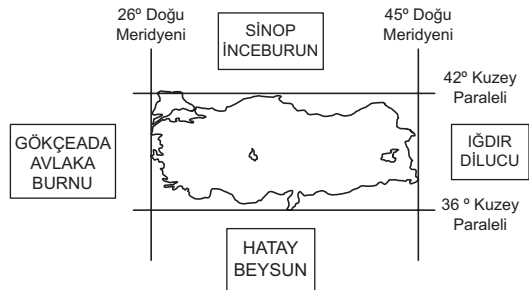 26º Doğu
Meridyeni
SİNOP
İNCEBURUN
45º Doğu
Meridyeni
42º Kuzey
Paraleli
GÖKÇEADA
AVLAKA
BURNU
IĞDIR
DİLUCU
36 º Kuzey
Paraleli
HATAY
BEYSUN